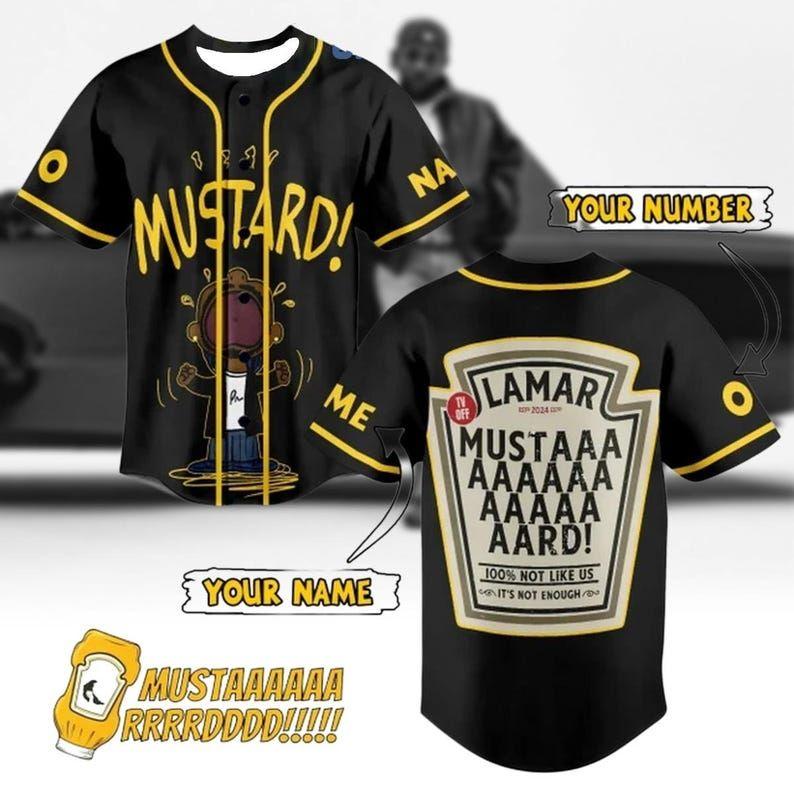 O
NA
MUSTARD!
YOUR NUMBER
ME
O
LAMAR
TV
OFF
2024
MUSTAAA
AAAAAA
AAAAA
AARD!
100% NOT LIKE US
IT'S NOT ENOUGH
YOUR NAME
MUSTAAAAAA
RRRRDDDD!!!!!